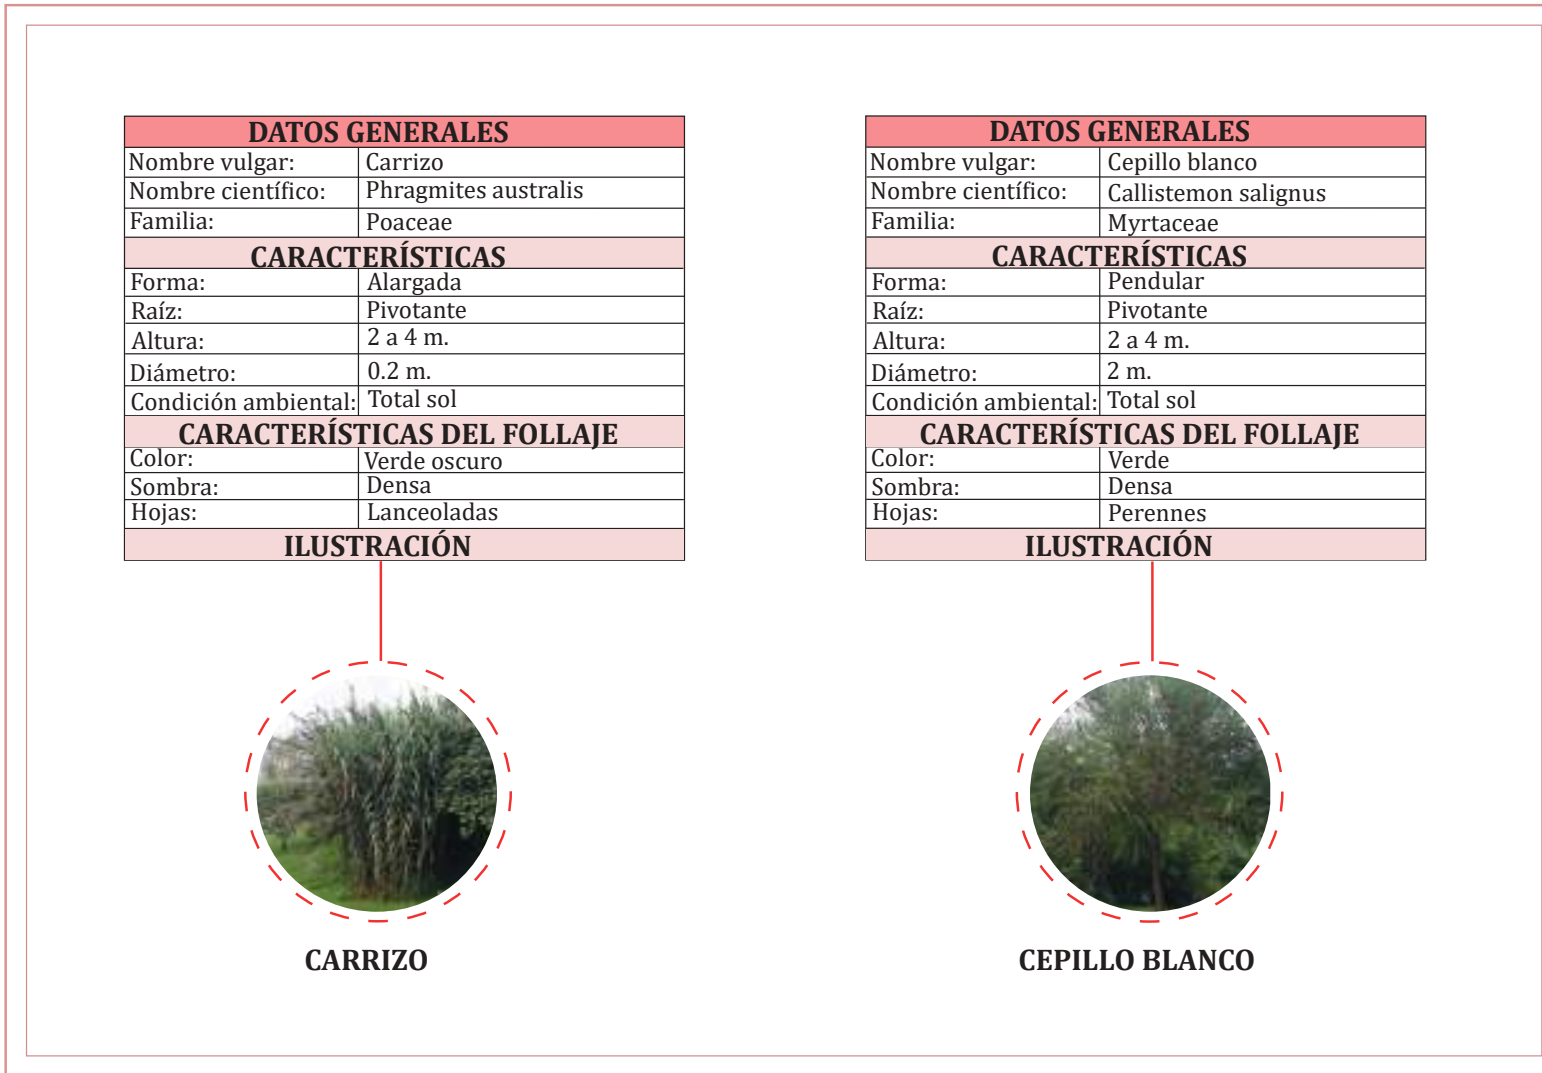 DATOS GENERALES
Nombre vulgar: Carrizo
Nombre científico: Phragmites australis
Familia: Poaceae
CARACTERÍSTICAS
Forma: Alargada
Raíz: Pivotante
Altura: 2 a 4 m.
Diámetro: 0.2 m.
Condición ambiental: Total sol
CARACTERÍSTICAS DEL FOLLAJE
Color: Verde oscuro
Sombra: Densa
Hojas: Lanceoladas
ILUSTRACIÓN
CARRIZO
DATOS GENERALES
Nombre vulgar: Cepillo blanco
Nombre científico: Callistemon salignus
Familia: Myrtaceae
CARACTERÍSTICAS
Forma: Pendular
Raíz: Pivotante
Altura: 2 a 4 m.
Diámetro: 2 m.
Condición ambiental: Total sol
CARACTERÍSTICAS DEL FOLLAJE
Color: Verde
Sombra: Densa
Hojas: Perennes
ILUSTRACIÓN
CEPILLO BLANCO